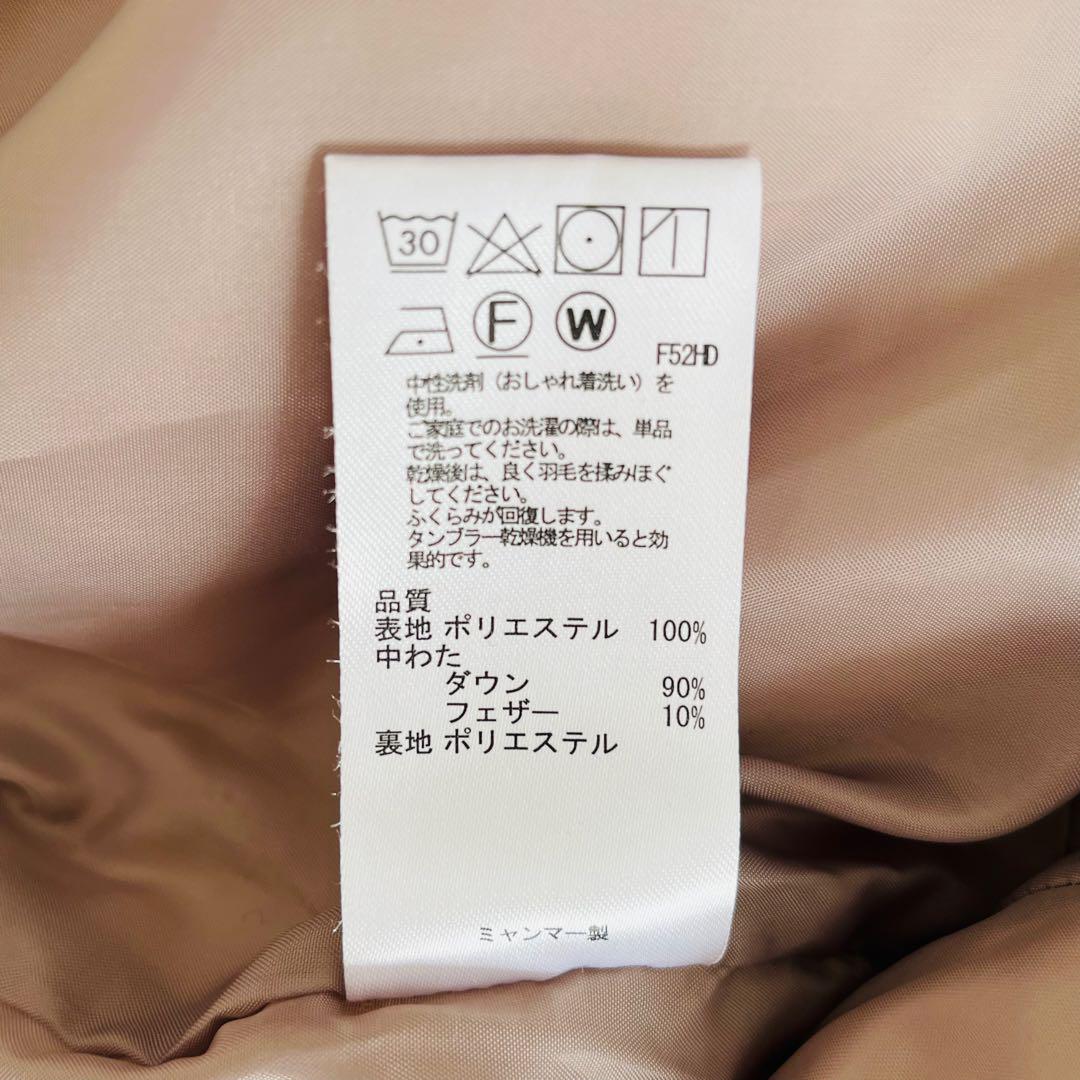 30
F W
F52HD
中性洗剤（おしゃれ着洗い）を
使用。
ご家庭でのお洗濯の際は、単品
で洗ってください。
乾燥後は、良く羽毛を揉みほぐ
してください。
ふくらみが回復します。
タンブラー乾燥機を用いると効
果的です。
品質
表地 ポリエステル 100%
中わた
ダウン 90%
フェザー 10%
裏地 ポリエステル
ミャンマー製